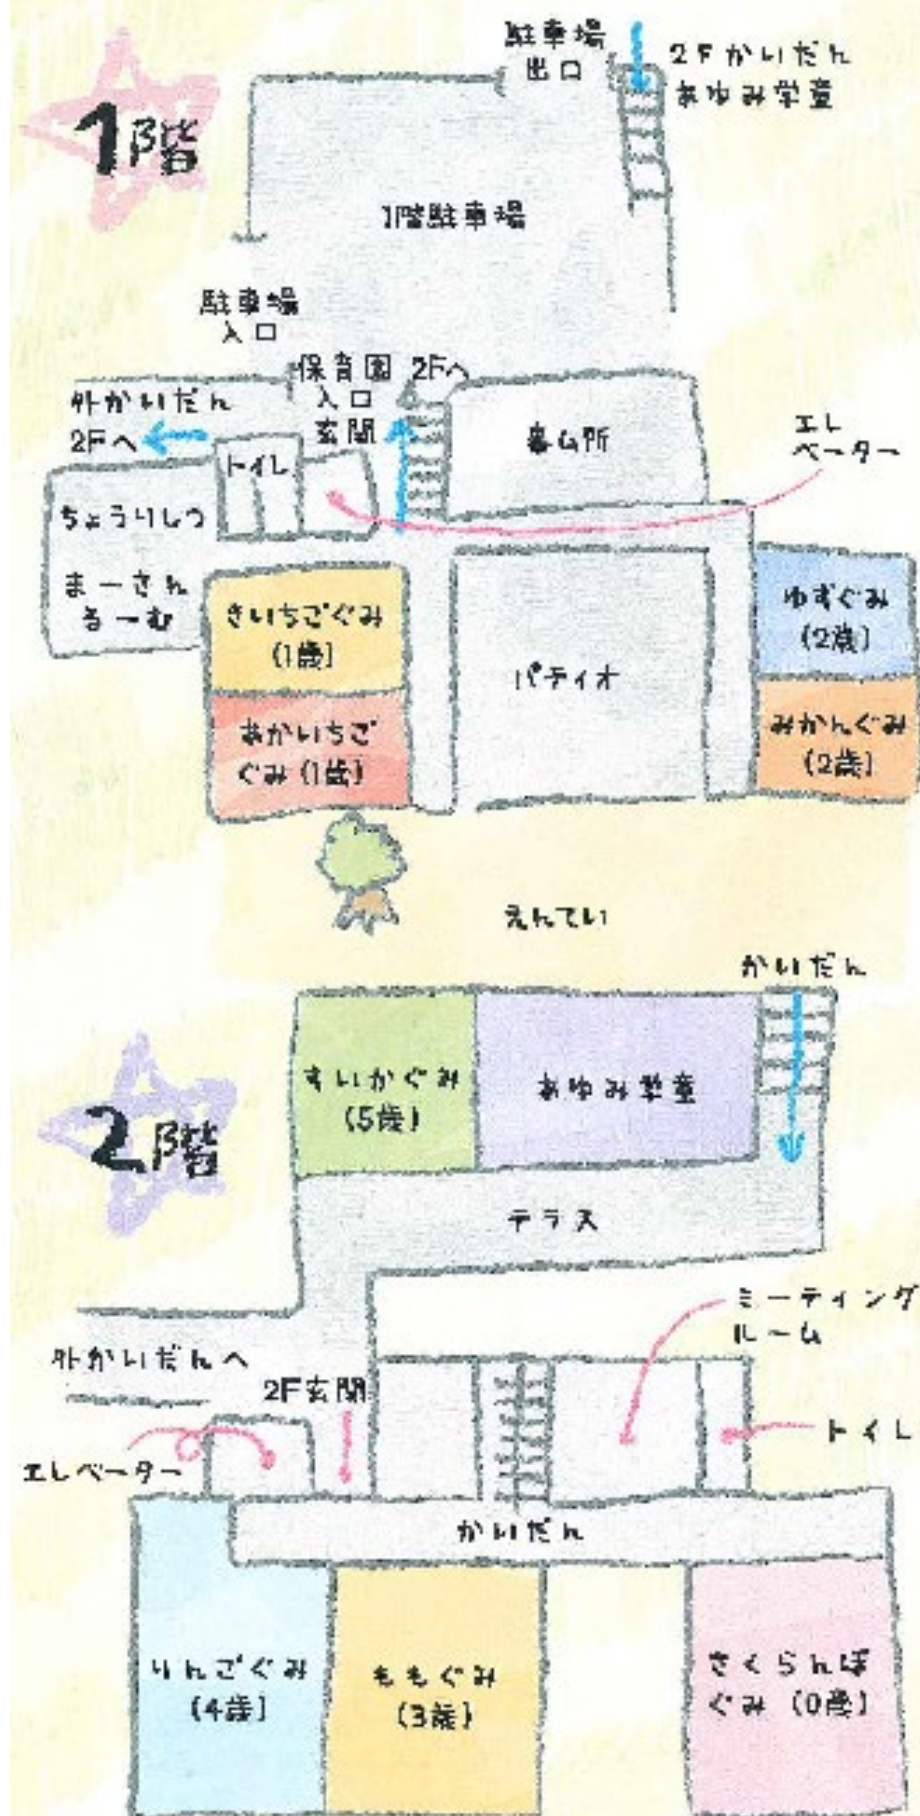 1階
駐車場
出口
2Fかいだん
あゆみ学童
1階駐車場
駐車場
入口
保育園
入口
玄関
2Fへ
外かいだん
2Fへ
トイレ
事ム所
エレ
ベーター
ちょうりしつ
まーさん
るーむ
きいちごぐみ
(1歳)
あかいちご
ぐみ(1歳)
パティオ
ゆずぐみ
(2歳)
みかんぐみ
(2歳)
えんてい
2階
かいだん
すいかぐみ
(5歳)
あゆみ学童
テラス
外かいだんへ
2F玄関
ミーティング
ルーム
トイレ
エレベーター
かいだん
りんごぐみ
(4歳)
ももぐみ
(3歳)
さくらんぼ
ぐみ(0歳)